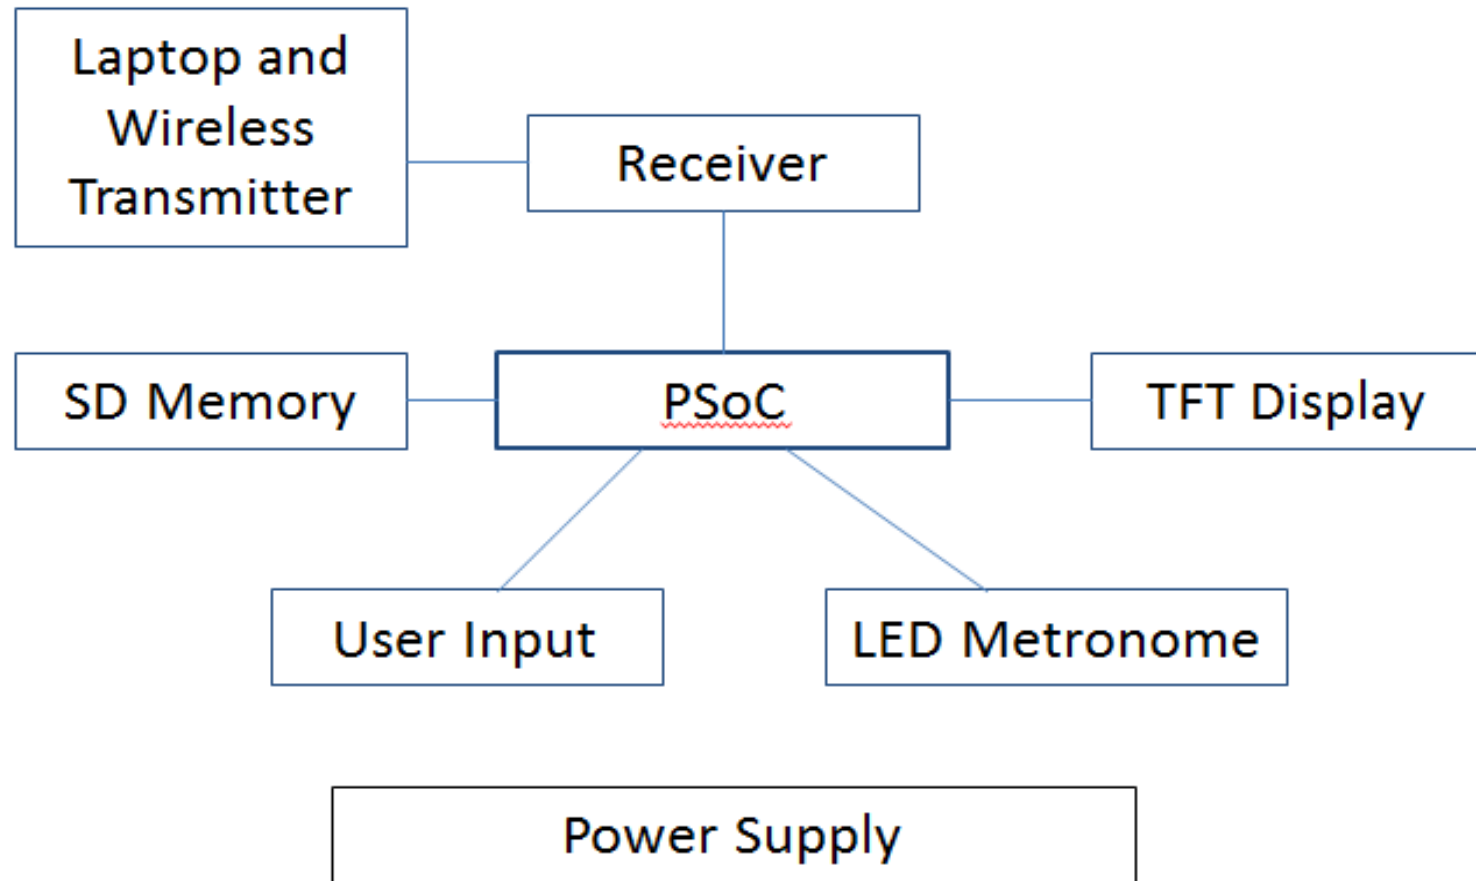 Laptop and
Wireless
Transmitter
Receiver
SD Memory
PSoC
TFT Display
User Input
LED Metronome
Power Supply